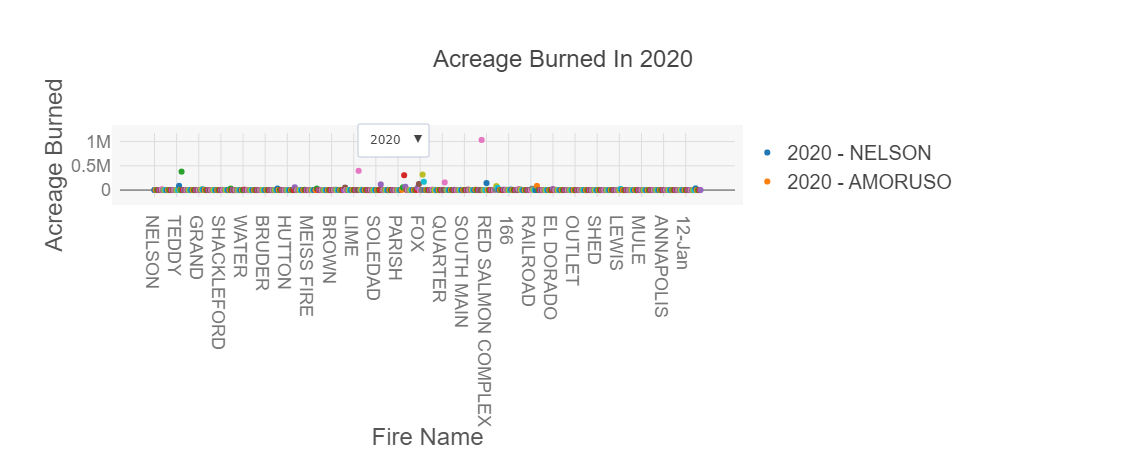 Acreage Burned In 2020
Acreage Burned
2020 ▼
1M
0.5M
0
2020 - NELSON
2020 - AMORUSO
NELSON
TEDDY
GRAND
SHACKLEFORD
WATER
BRUDER
HUTTON
MEISS FIRE
BROWN
LIME
SOLEDAD
PARISH
FOX
QUARTER
SOUTH MAIN
RED SALMON COMPLEX
166
RAILROAD
EL DORADO
OUTLET
SHED
LEWIS
MULE
ANNAPOLIS
12-Jan
Fire Name